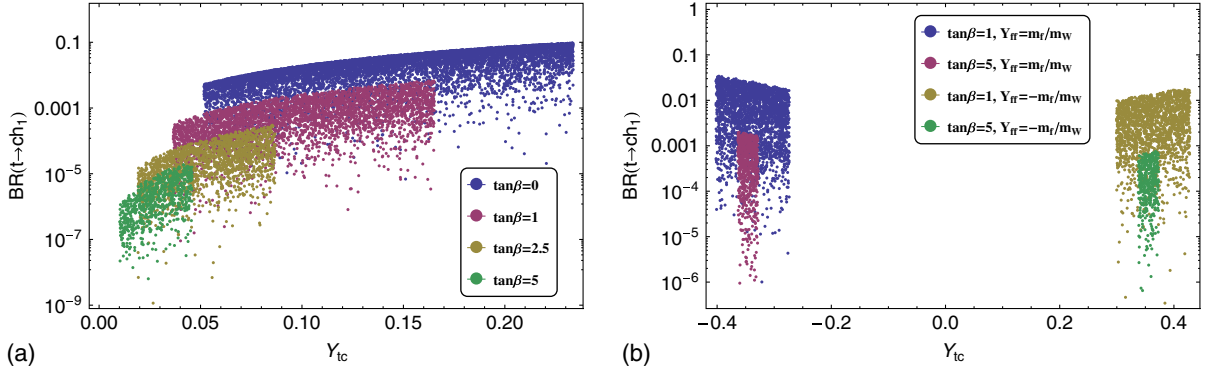 BR(t→ch₁)
0.1
0.001
10⁻⁵
10⁻⁷
10⁻⁹
0.00 0.05 0.10 0.15 0.20
Y_tc
tanβ=0
tanβ=1
tanβ=2.5
tanβ=5
(a)
BR(t→ch₁)
1
0.1
0.01
0.001
10⁻⁴
10⁻⁵
10⁻⁶
−0.4 −0.2 0.0 0.2 0.4
Y_tc
tanβ=1, Y_ff=m_f/m_W
tanβ=5, Y_ff=m_f/m_W
tanβ=1, Y_ff=−m_f/m_W
tanβ=5, Y_ff=−m_f/m_W
(b)